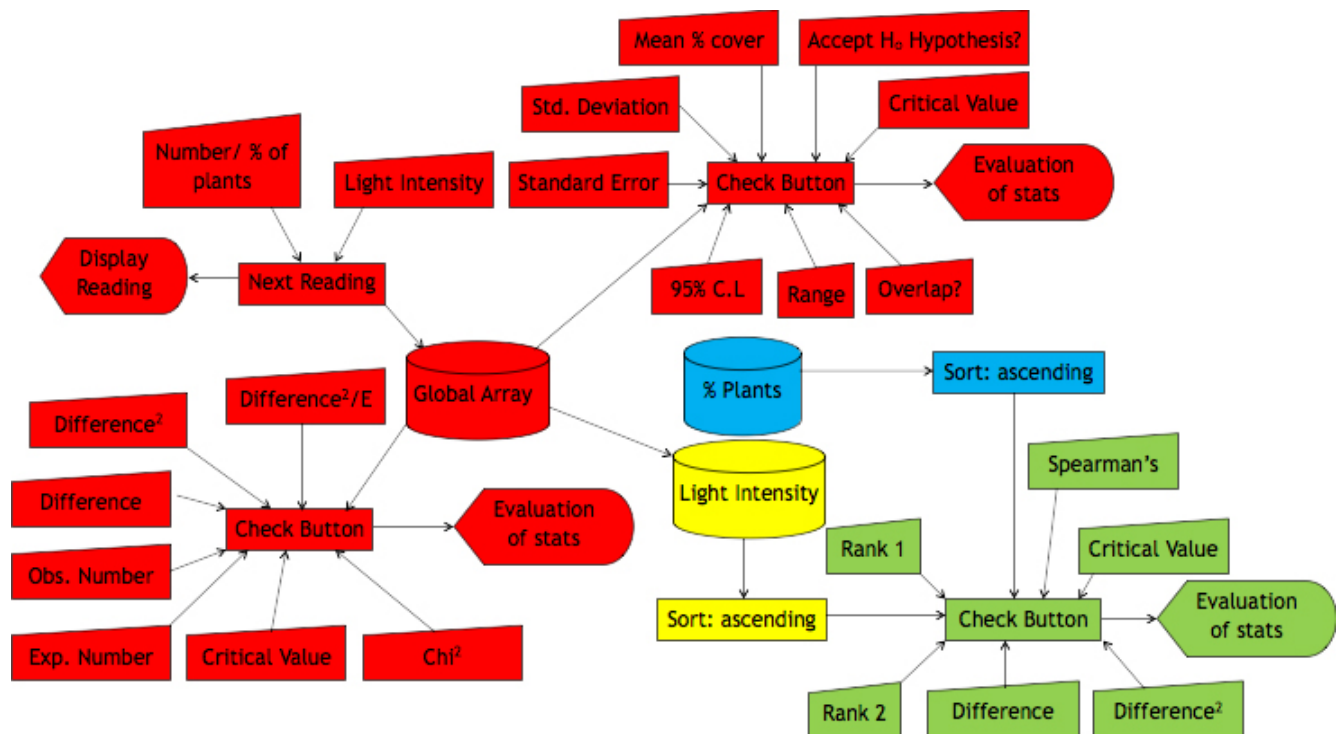 Mean % cover
Accept H₀ Hypothesis?
Std. Deviation
Critical Value
Number/ % of
plants
Light Intensity
Standard Error
Check Button
Evaluation
of stats
Display
Reading
Next Reading
95% C.L
Range
Overlap?
Global Array
% Plants
Sort: ascending
Difference²/E
Difference²
Difference
Check Button
Evaluation
of stats
Obs. Number
Exp. Number
Critical Value
Chi²
Light Intensity
Sort: ascending
Spearman's
Rank 1
Critical Value
Check Button
Evaluation
of stats
Rank 2
Difference
Difference²